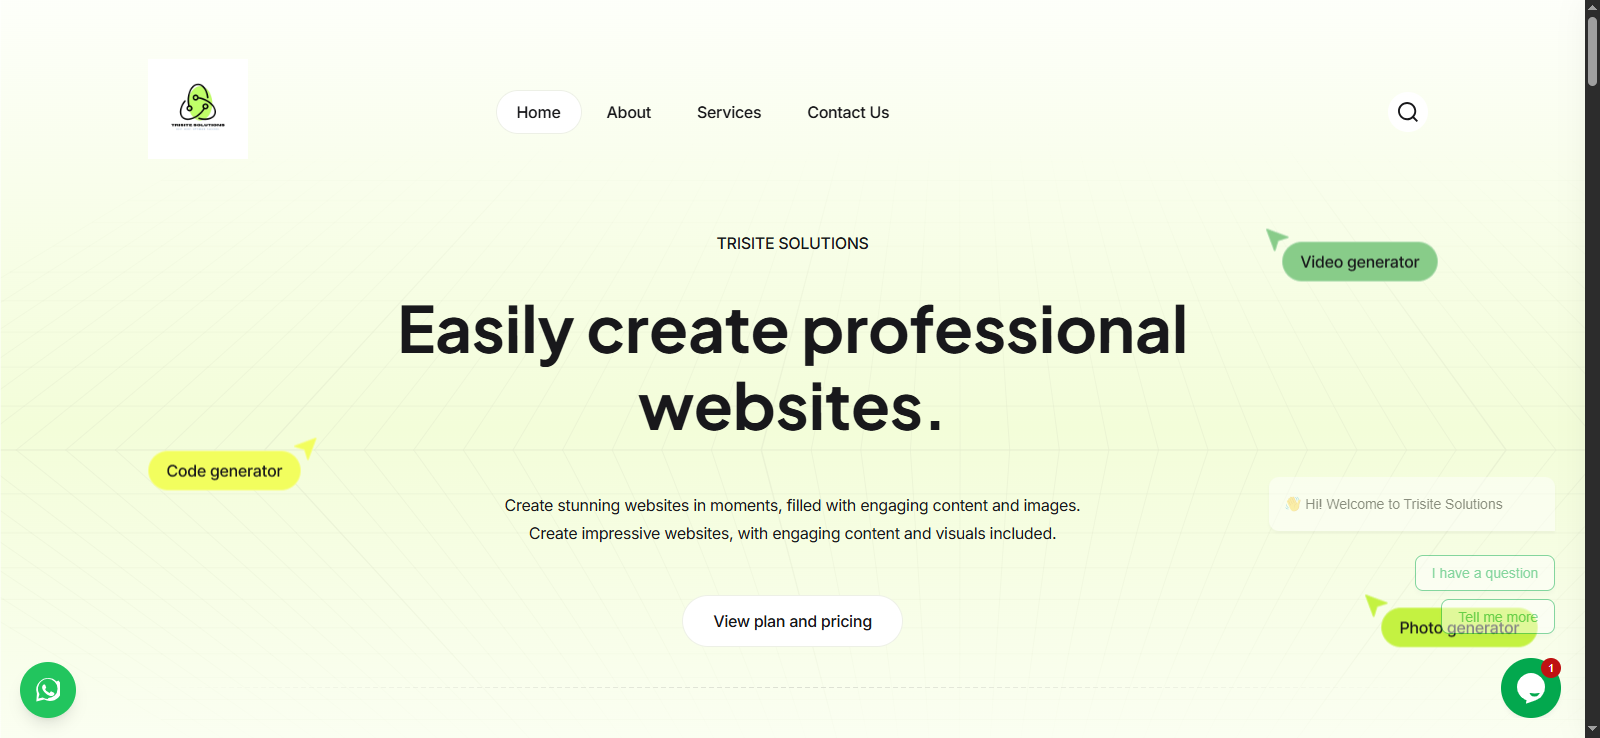 TRISITE SOLUTIONS
Home
About
Services
Contact Us
TRISITE SOLUTIONS
Video generator
Easily create professional
websites.
Code generator
Create stunning websites in moments, filled with engaging content and images.
Create impressive websites, with engaging content and visuals included.
👋 Hi! Welcome to Trisite Solutions
I have a question
Tell me more
Photo generator
View plan and pricing
1